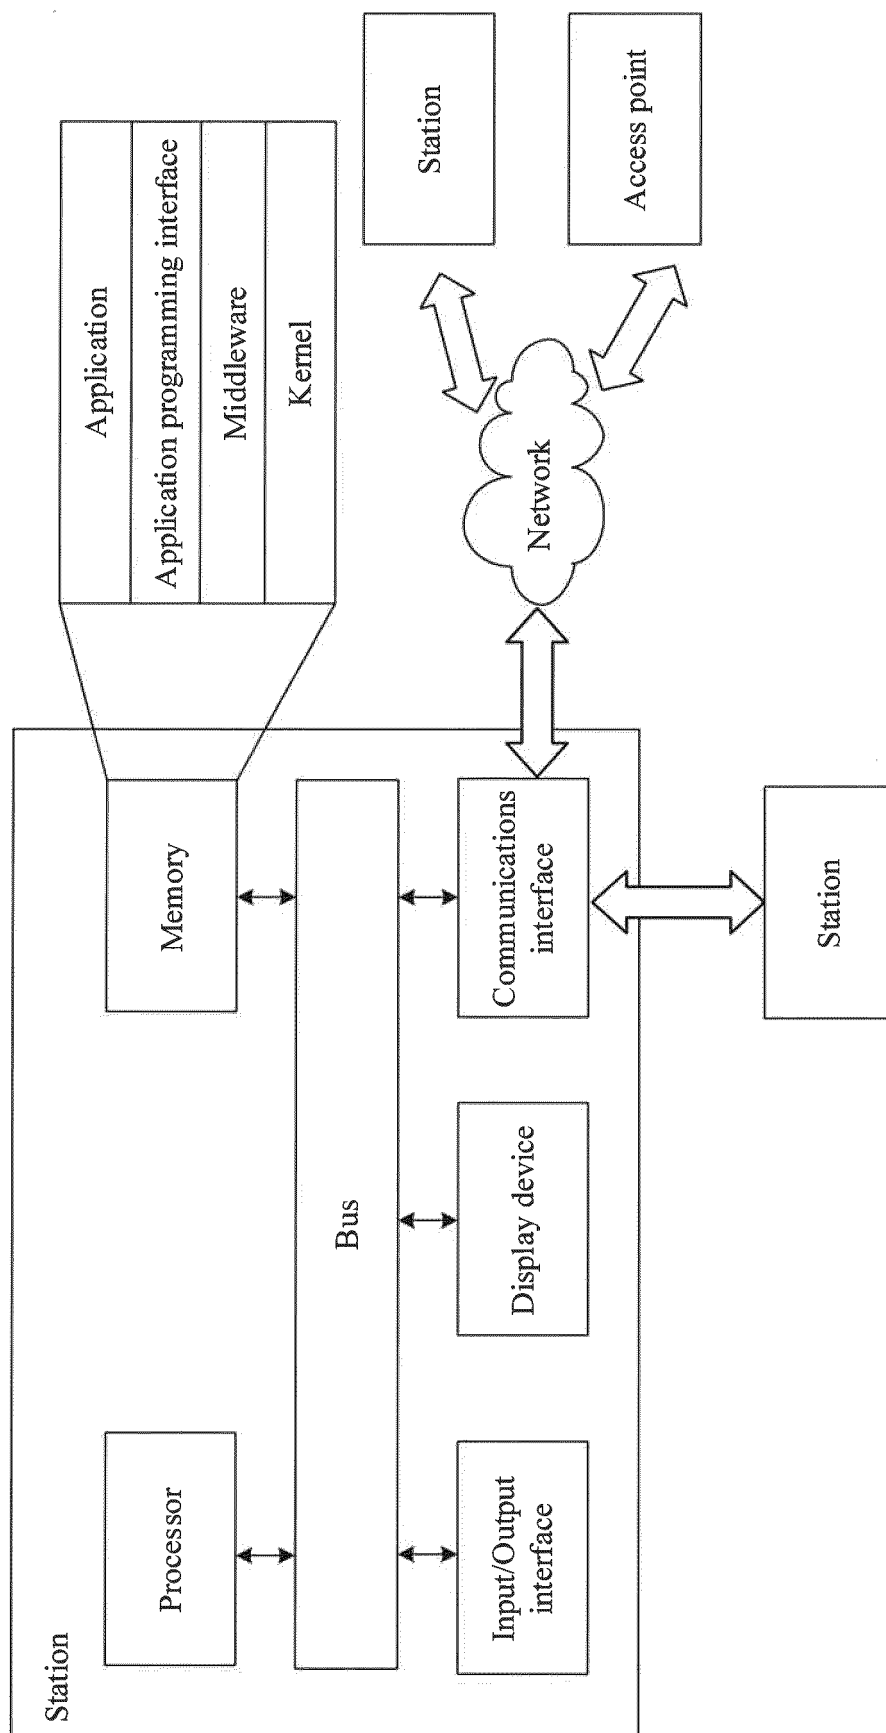 Station
Processor
Memory
Application
Application programming interface
Middleware
Kernel
Bus
Input/Output
interface
Display device
Communications
interface
Network
Station
Access point
Station